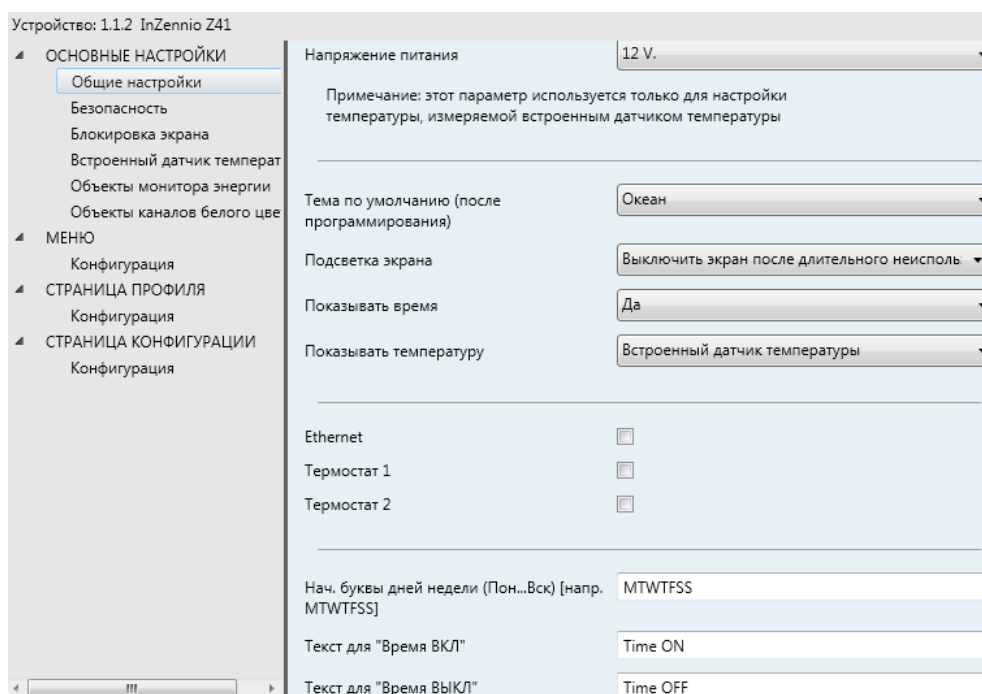 Устройство: 1.1.2 InZennio Z41
ОСНОВНЫЕ НАСТРОЙКИ
Общие настройки
Безопасность
Блокировка экрана
Встроенный датчик температ
Объекты монитора энергии
Объекты каналов белого цве
МЕНЮ
Конфигурация
СТРАНИЦА ПРОФИЛЯ
Конфигурация
СТРАНИЦА КОНФИГУРАЦИИ
Конфигурация
Напряжение питания 12 V.
Примечание: этот параметр используется только для настройки
температуры, измеряемой встроенным датчиком температуры
Тема по умолчанию (после Океан
программирования)
Подсветка экрана Выключить экран после длительного неисполь
Показывать время Да
Показывать температуру Встроенный датчик температуры
Ethernet
Термостат 1
Термостат 2
Нач. буквы дней недели (Пон...Вск) [напр. MTWTFSS
MTWTFSS]
Текст для "Время ВКЛ" Time ON
Текст для "Время ВЫКЛ" Time OFF